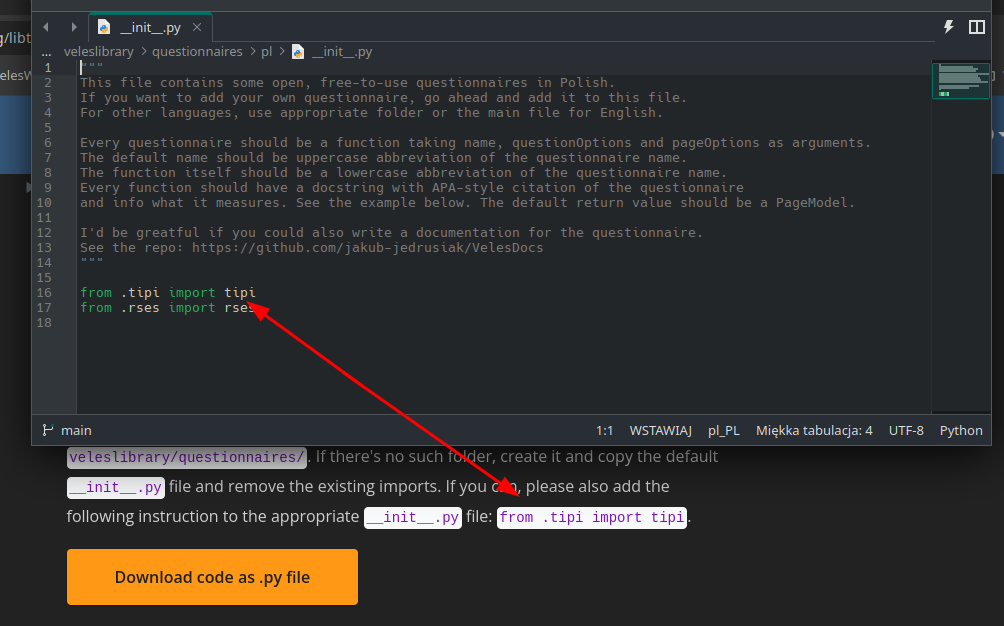 __init__.py
g/libt
... veleslibrary > questionnaires > pl > __init__.py
elesW
1 """
2 This file contains some open, free-to-use questionnaires in Polish.
3 If you want to add your own questionnaire, go ahead and add it to this file.
4 For other languages, use appropriate folder or the main file for English.
5
6 Every questionnaire should be a function taking name, questionOptions and pageOptions as arguments.
7 The default name should be uppercase abbreviation of the questionnaire name.
8 The function itself should be a lowercase abbreviation of the questionnaire name.
9 Every function should have a docstring with APA-style citation of the questionnaire
10 and info what it measures. See the example below. The default return value should be a PageModel.
11
12 I'd be greatful if you could also write a documentation for the questionnaire.
13 See the repo: https://github.com/jakub-jedrusiak/VelesDocs
14 """
15
16 from .tipi import tipi
17 from .rses import rses
18
main 1:1 WSTAWIAJ pl_PL Miękka tabulacja: 4 UTF-8 Python
veleslibrary/questionnaires/. If there's no such folder, create it and copy the default
__init__.py file and remove the existing imports. If you can, please also add the
following instruction to the appropriate __init__.py file: from .tipi import tipi.
Download code as .py file